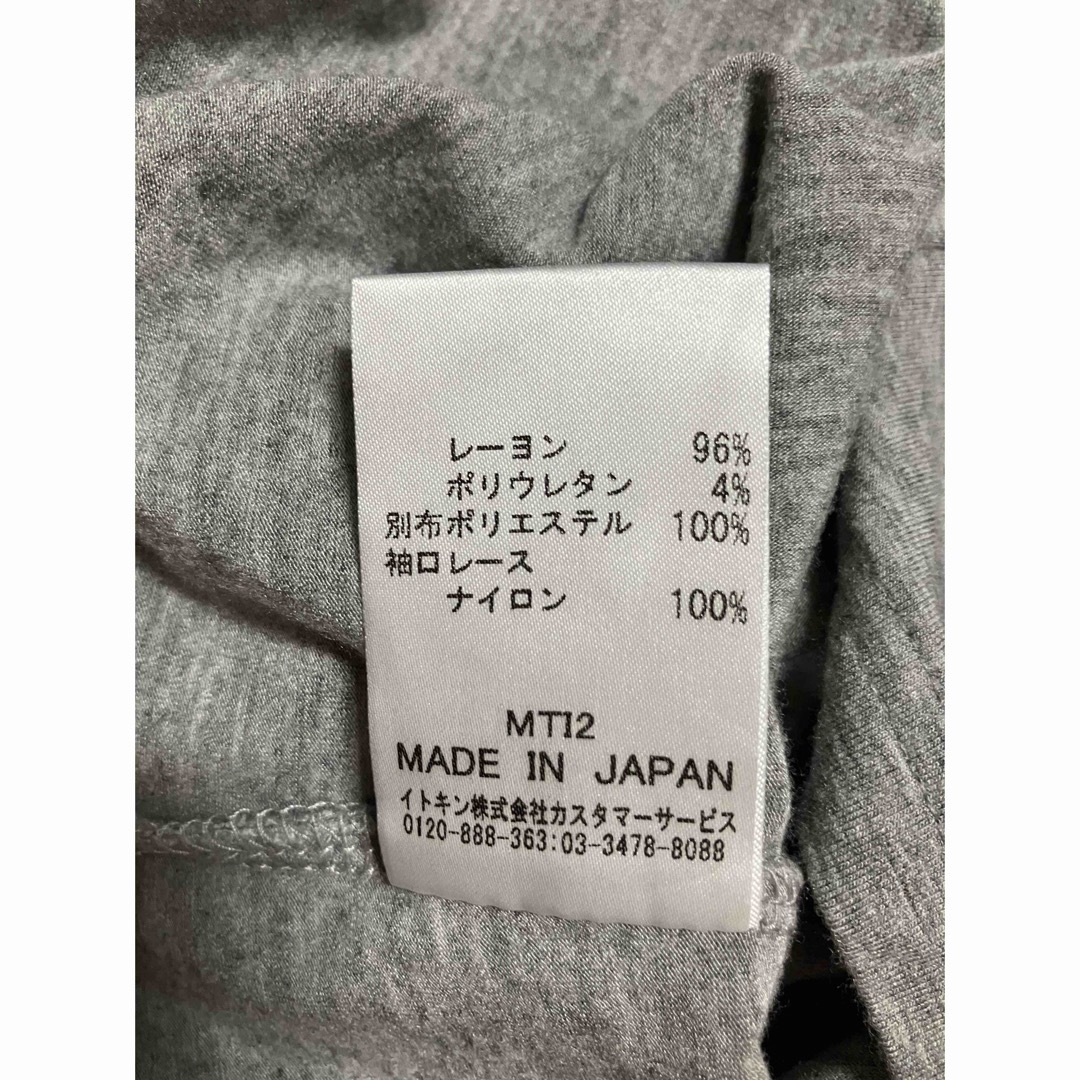 レーヨン 96%
ポリウレタン 4%
別布ポリエステル 100%
袖口レース
ナイロン 100%
MTI2
MADE IN JAPAN
イトキン株式会社カスタマーサービス
0120-888-363:03-3478-8088